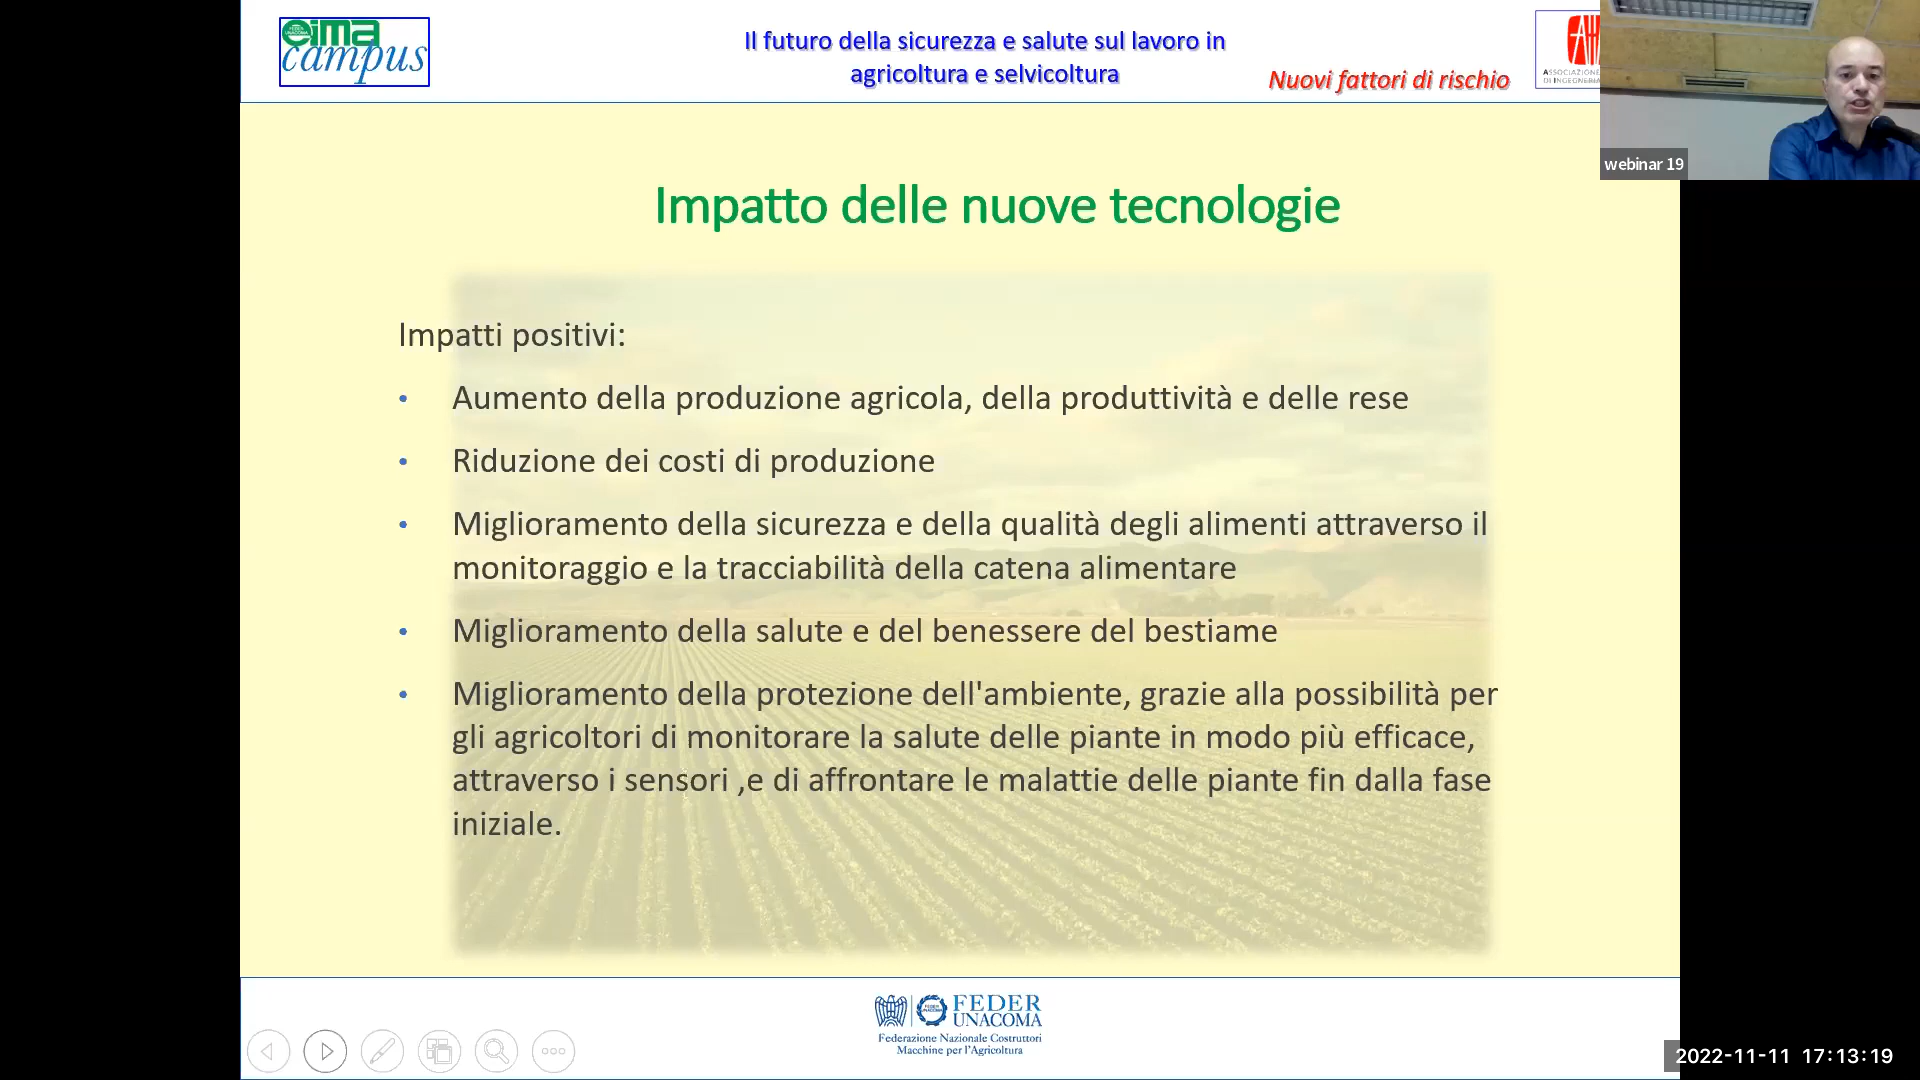 eima
campus
Il futuro della sicurezza e salute sul lavoro in
agricoltura e selvicoltura
Nuovi fattori di rischio
ASSOCIAZIONE
DI INGEGNERIA
webinar 19
Impatto delle nuove tecnologie
Impatti positivi:
• Aumento della produzione agricola, della produttività e delle rese
• Riduzione dei costi di produzione
• Miglioramento della sicurezza e della qualità degli alimenti attraverso il
monitoraggio e la tracciabilità della catena alimentare
• Miglioramento della salute e del benessere del bestiame
• Miglioramento della protezione dell'ambiente, grazie alla possibilità per
gli agricoltori di monitorare la salute delle piante in modo più efficace,
attraverso i sensori ,e di affrontare le malattie delle piante fin dalla fase
iniziale.
FEDER
UNACOMA
Federazione Nazionale Costruttori
Macchine per l'Agricoltura
2022-11-11 17:13:19